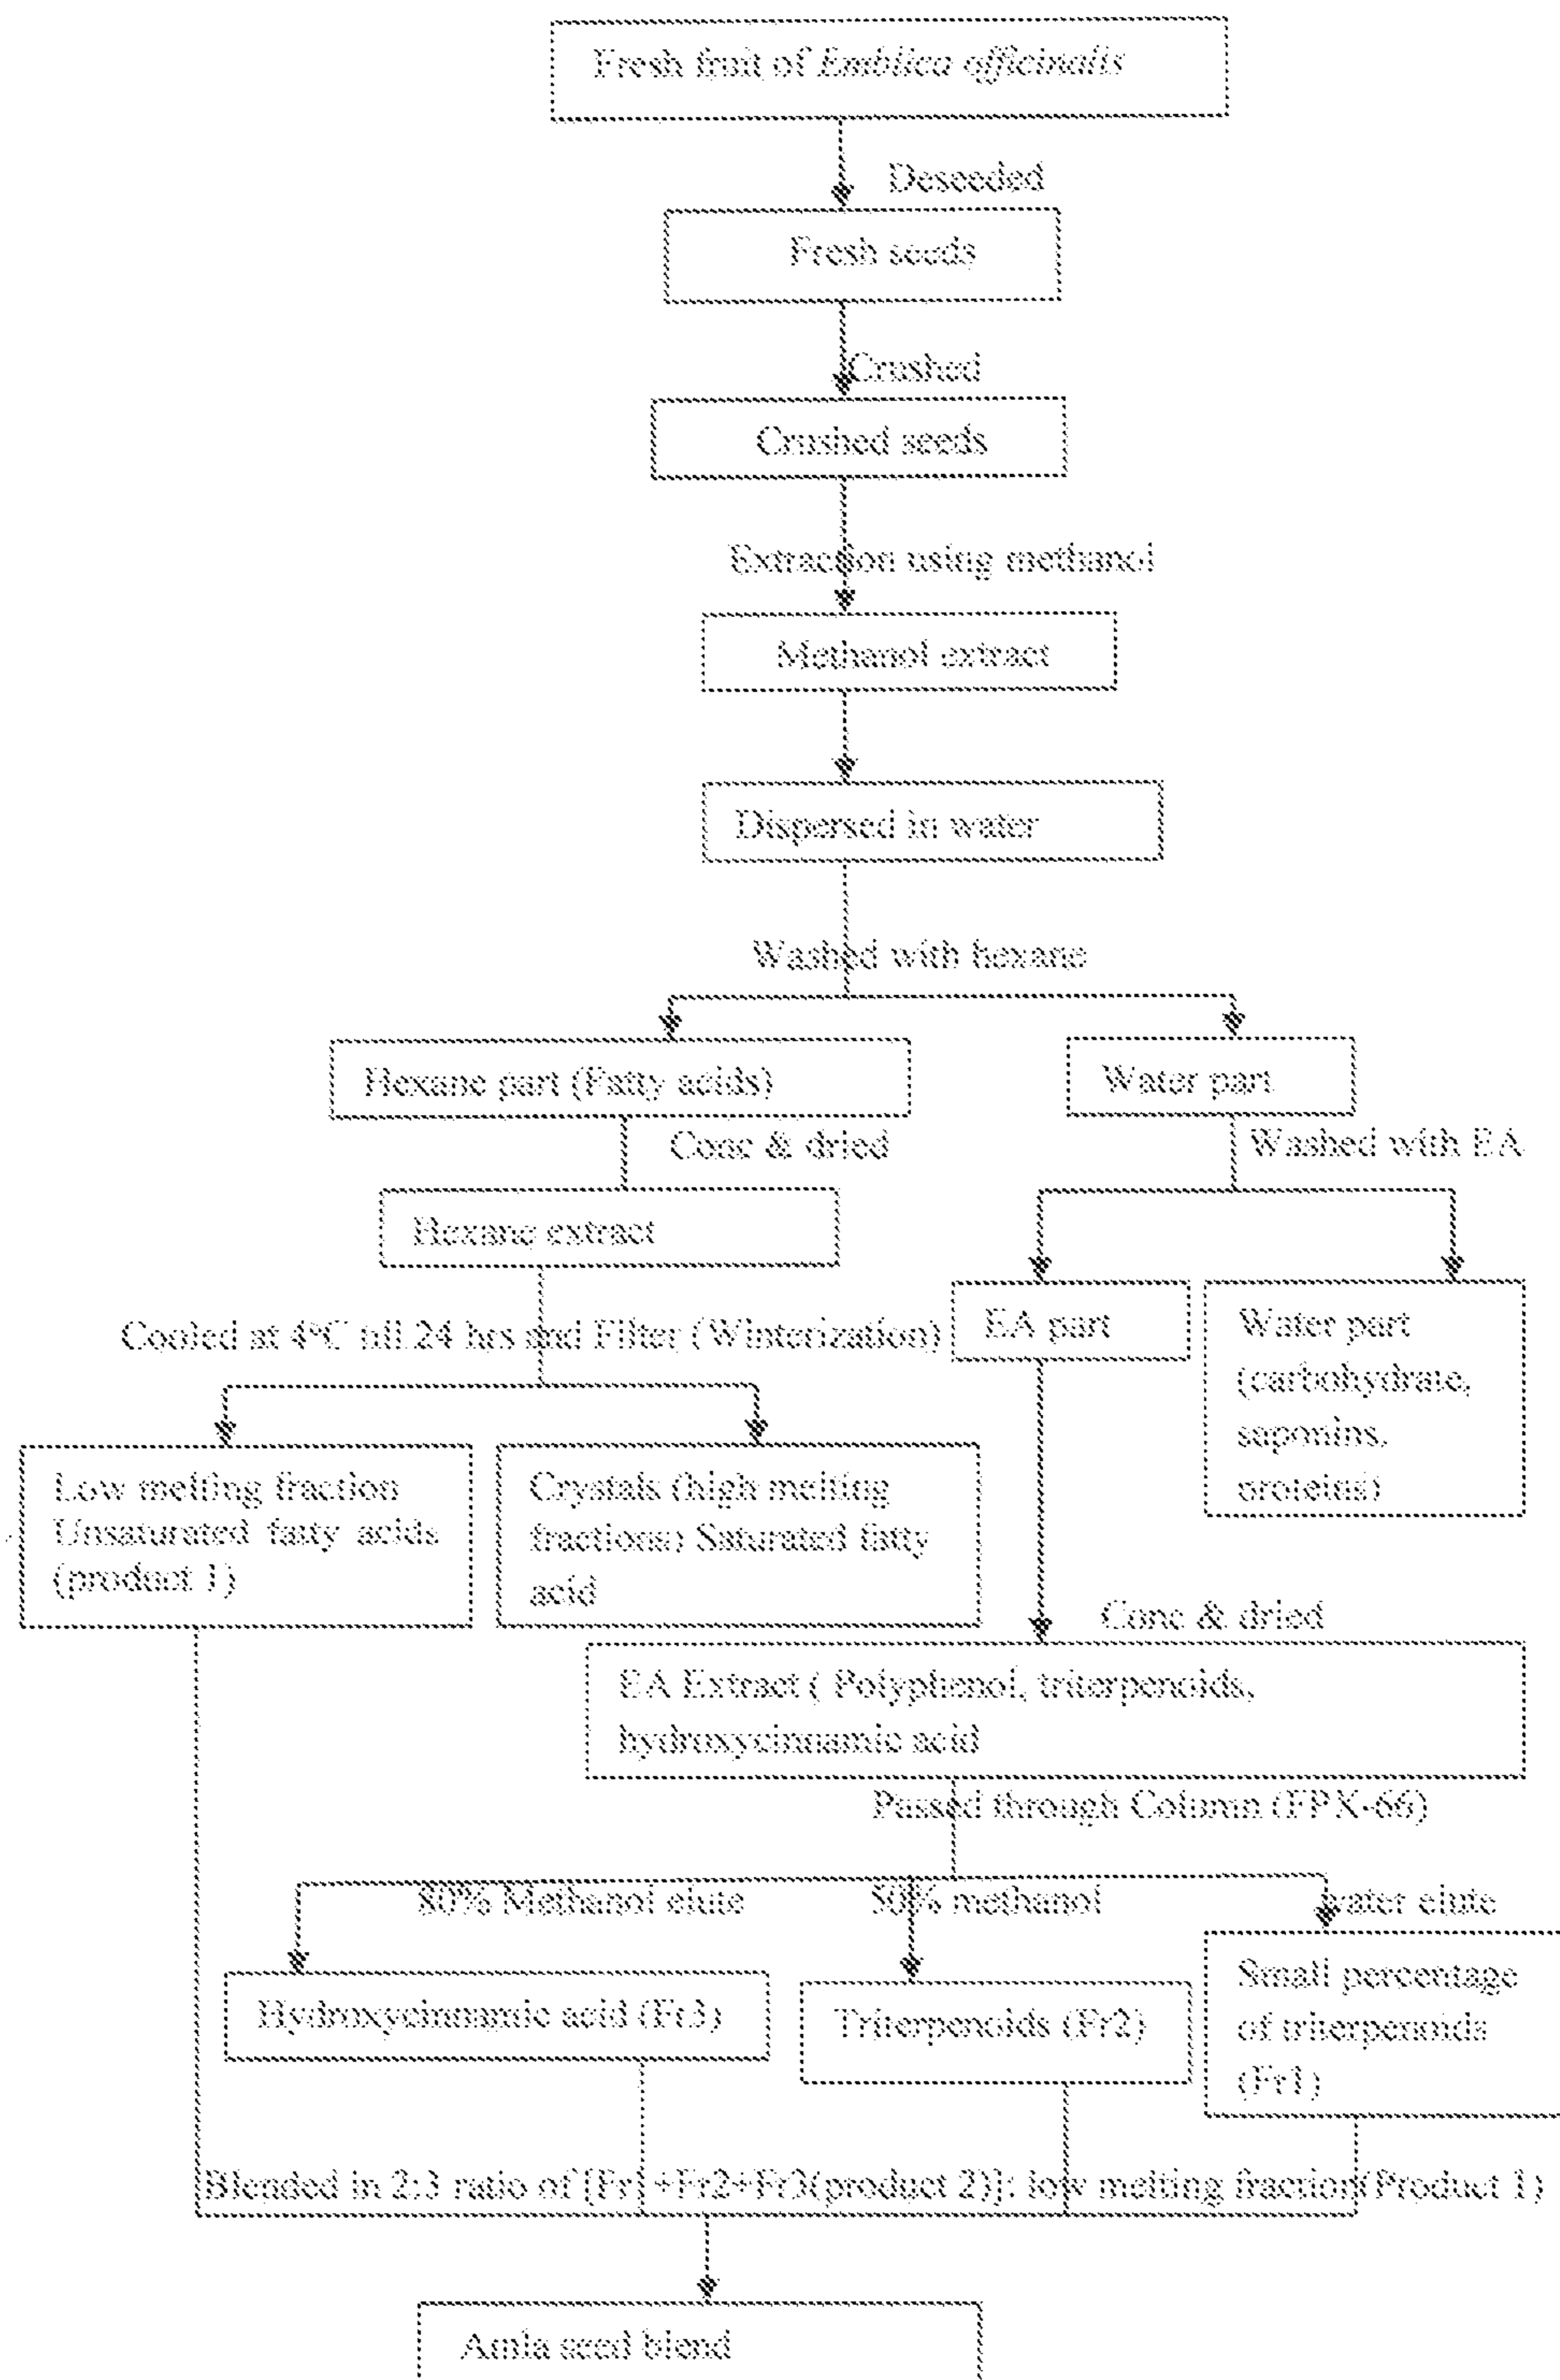 Fresh fruit of Emblica officinalis
Deseeded
Fresh seeds
Crushed
Crushed seeds
Extraction using methanol
Methanol extract
Dispersed in water
Washed with hexane
Hexane part (Fatty acids)
Water part
Conc & dried
Washed with EA
Hexane extract
Cooled at 4°C till 24 hrs and Filter (Winterization)
EA part
Water part
(carbohydrate,
saponins,
proteins)
Low melting fraction
Unsaturated fatty acids
(product 1)
Crystals (high melting
fractions) Saturated fatty
acid
Conc & dried
EA Extract ( Polyphenol, triterpenoids,
hydroxycinnamic acid
Passed through Column (FPX-66)
80% Methanol elute
50% methanol
water elute
Hydroxycinnamic acid (Fr3)
Triterpenoids (Fr2)
Small percentage
of triterpenoids
(Fr1)
Blended in 2:3 ratio of [Fr1+Fr2+Fr3(product 2)]: low melting fraction(Product 1)
Amla seed blend